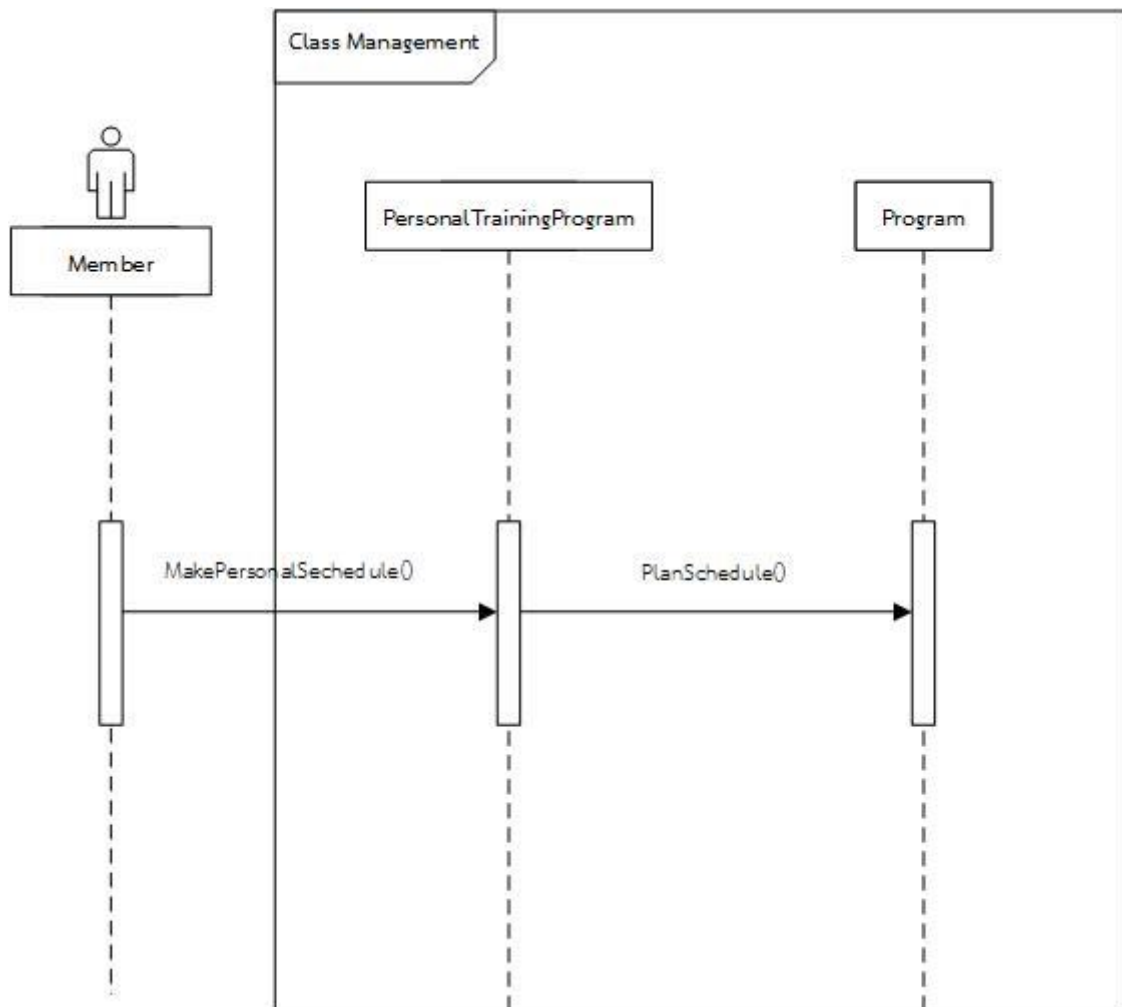 Class Management
PersonalTrainingProgram
Program
Member
MakePersonalSechedule()
PlanSchedule()